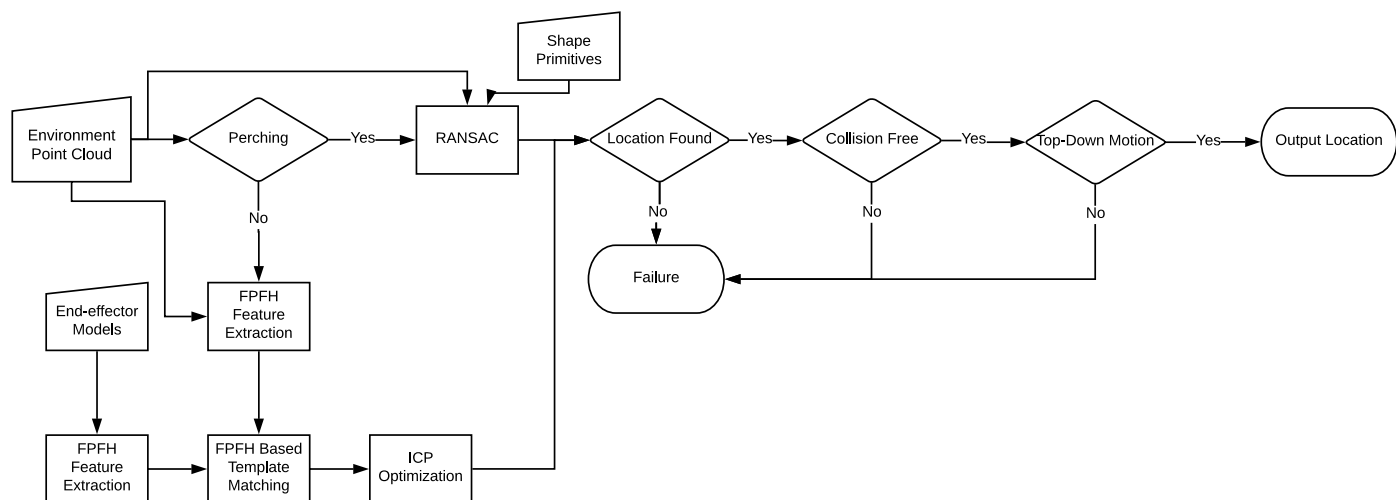 Shape
Primitives
Environment
Point Cloud
Perching
Yes
RANSAC
Location Found
Yes
Collision Free
Yes
Top-Down Motion
Yes
Output Location
No
No
No
No
Failure
End-effector
Models
FPFH
Feature
Extraction
FPFH
Feature
Extraction
FPFH Based
Template
Matching
ICP
Optimization